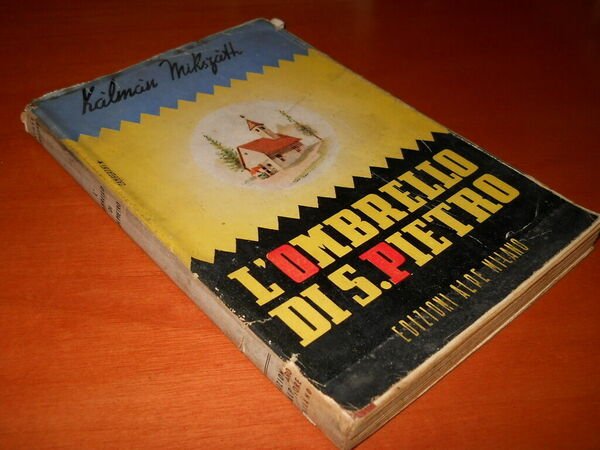 Kálmán Mikszáth
L'OMBRELLO
DI S. PIETRO
EDIZIONI ALPE MILANO